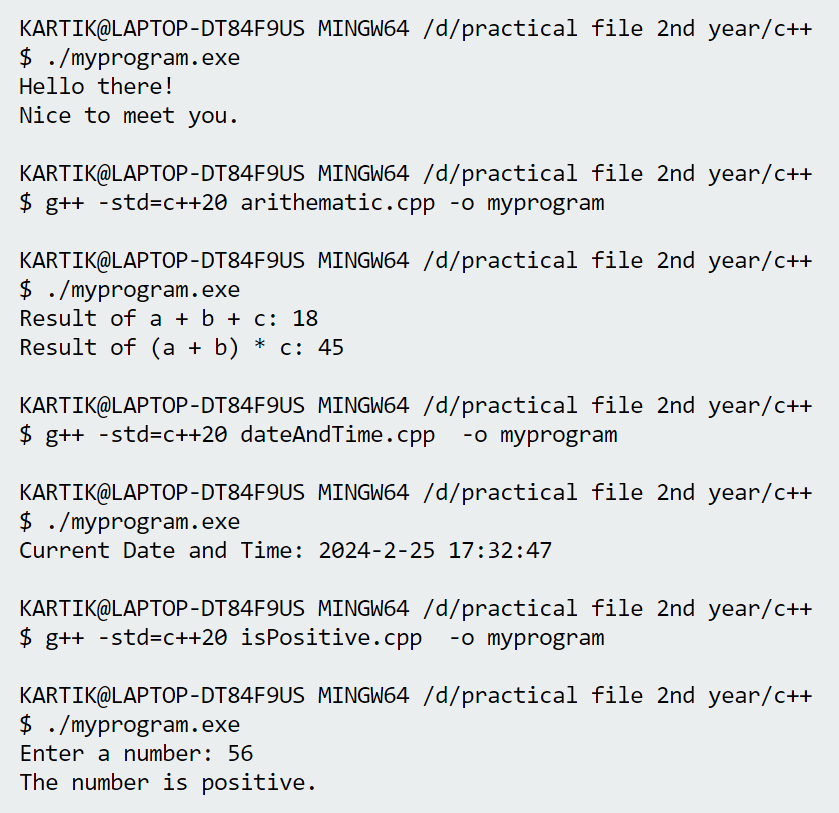 KARTIK@LAPTOP-DT84F9US MINGW64 /d/practical file 2nd year/c++
$ ./myprogram.exe
Hello there!
Nice to meet you.

KARTIK@LAPTOP-DT84F9US MINGW64 /d/practical file 2nd year/c++
$ g++ -std=c++20 arithematic.cpp -o myprogram

KARTIK@LAPTOP-DT84F9US MINGW64 /d/practical file 2nd year/c++
$ ./myprogram.exe
Result of a + b + c: 18
Result of (a + b) * c: 45

KARTIK@LAPTOP-DT84F9US MINGW64 /d/practical file 2nd year/c++
$ g++ -std=c++20 dateAndTime.cpp  -o myprogram

KARTIK@LAPTOP-DT84F9US MINGW64 /d/practical file 2nd year/c++
$ ./myprogram.exe
Current Date and Time: 2024-2-25 17:32:47

KARTIK@LAPTOP-DT84F9US MINGW64 /d/practical file 2nd year/c++
$ g++ -std=c++20 isPositive.cpp  -o myprogram

KARTIK@LAPTOP-DT84F9US MINGW64 /d/practical file 2nd year/c++
$ ./myprogram.exe
Enter a number: 56
The number is positive.